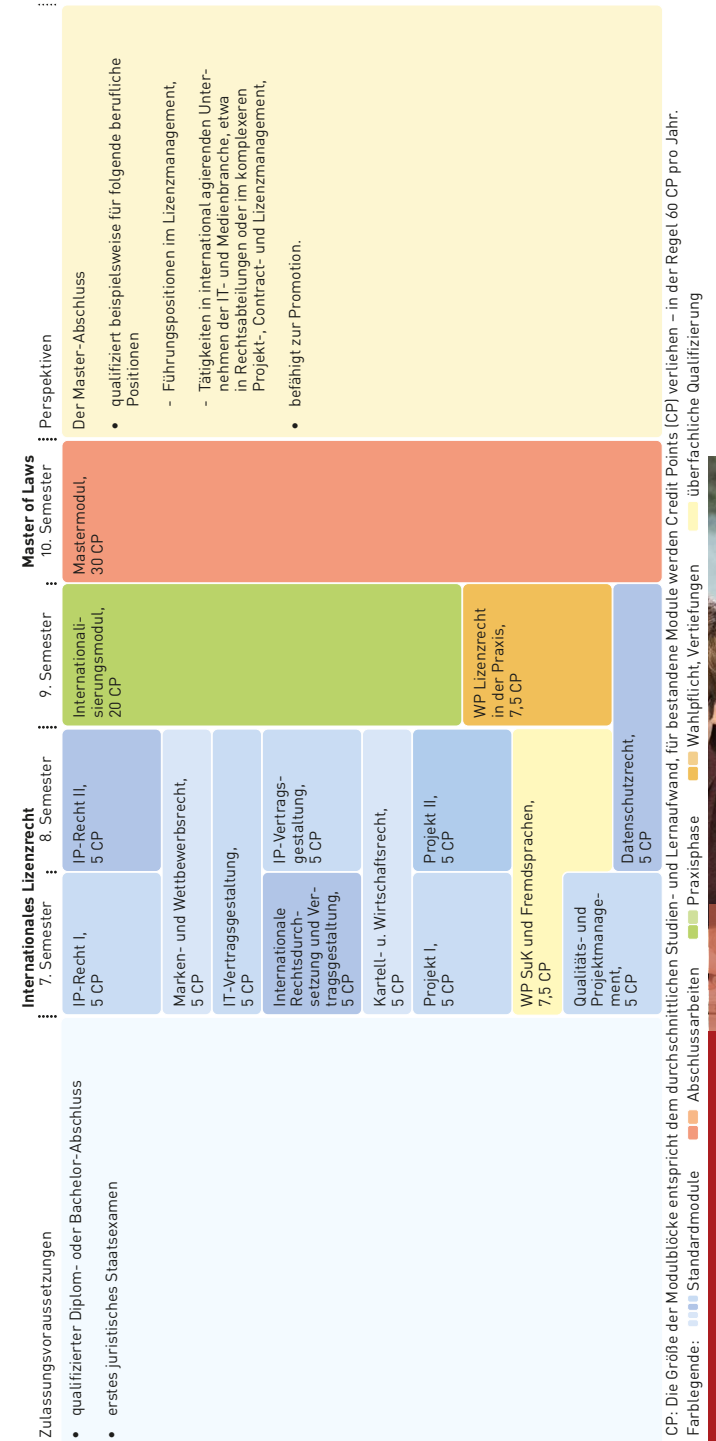 Zulassungsvoraussetzungen
• qualifizierter Diplom- oder Bachelor-Abschluss
• erstes juristisches Staatsexamen
Internationales Lizenzrecht
7. Semester
8. Semester
9. Semester
Master of Laws
10. Semester
Perspektiven
IP-Recht I,
5 CP
IP-Recht II,
5 CP
Marken- und Wettbewerbsrecht,
5 CP
IT-Vertragsgestaltung,
5 CP
Internationale
Rechtsdurch-
setzung und Ver-
tragsgestaltung,
5 CP
IP-Vertrags-
gestaltung,
5 CP
Kartell- u. Wirtschaftsrecht,
5 CP
Projekt I,
5 CP
Projekt II,
5 CP
WP SuK und Fremdsprachen,
7,5 CP
Qualitäts- und
Projektmanage-
ment,
5 CP
Datenschutzrecht,
5 CP
Internationali-
sierungsmodul,
20 CP
WP Lizenzrecht
in der Praxis,
7,5 CP
Mastermodul,
30 CP
Der Master-Abschluss
• qualifiziert beispielsweise für folgende berufliche
Positionen
- Führungspositionen im Lizenzmanagement,
- Tätigkeiten in international agierenden Unter-
nehmen der IT- und Medienbranche, etwa
in Rechtsabteilungen oder im komplexeren
Projekt-, Contract- und Lizenzmanagement,
• befähigt zur Promotion.
CP: Die Größe der Modulblöcke entspricht dem durchschnittlichen Studien- und Lernaufwand, für bestandene Module werden Credit Points (CP) verliehen – in der Regel 60 CP pro Jahr.
Farblegende: Standardmodule Abschlussarbeiten Praxisphase Wahlpflicht, Vertiefungen überfachliche Qualifizierung